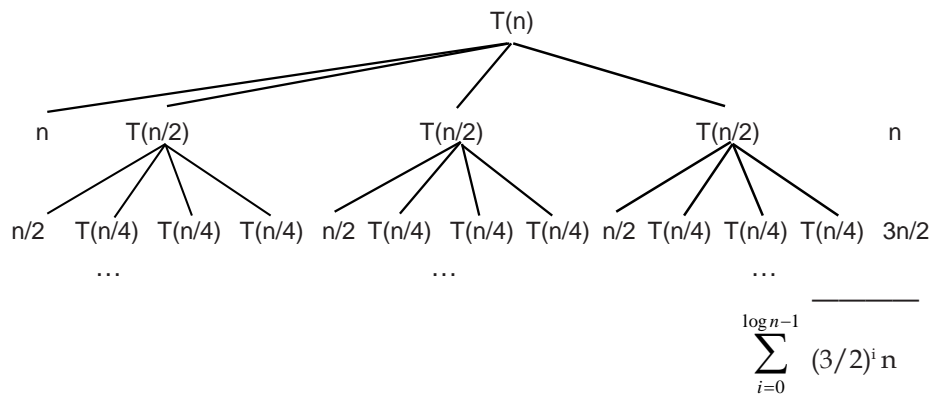 T(n)
n T(n/2) T(n/2) T(n/2) n
n/2 T(n/4) T(n/4) T(n/4) n/2 T(n/4) T(n/4) T(n/4) n/2 T(n/4) T(n/4) T(n/4) 3n/2
… … …
log n−1
∑ (3/2)ⁱ n
i=0